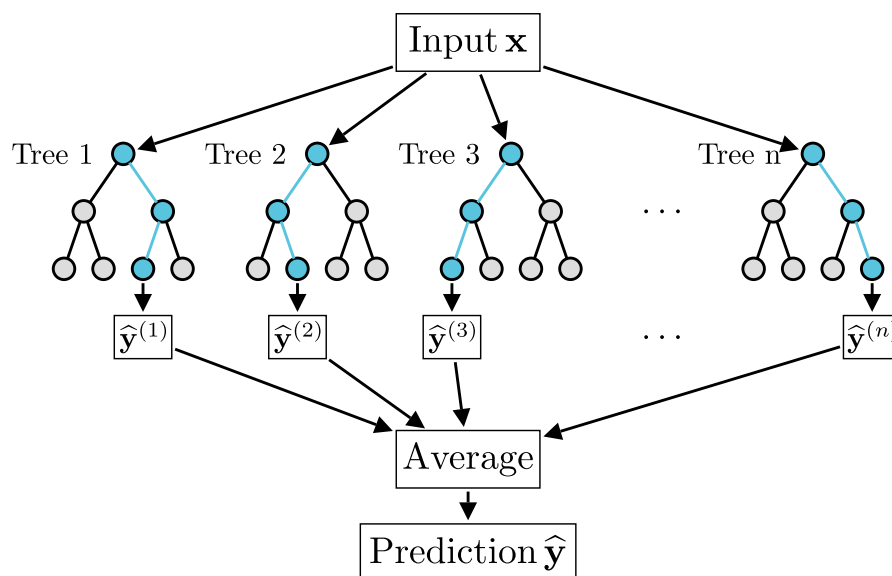 Input x
Tree 1 Tree 2 Tree 3 Tree n
. . .
ŷ⁽¹⁾ ŷ⁽²⁾ ŷ⁽³⁾ . . . ŷ⁽ⁿ⁾
Average
Prediction ŷ